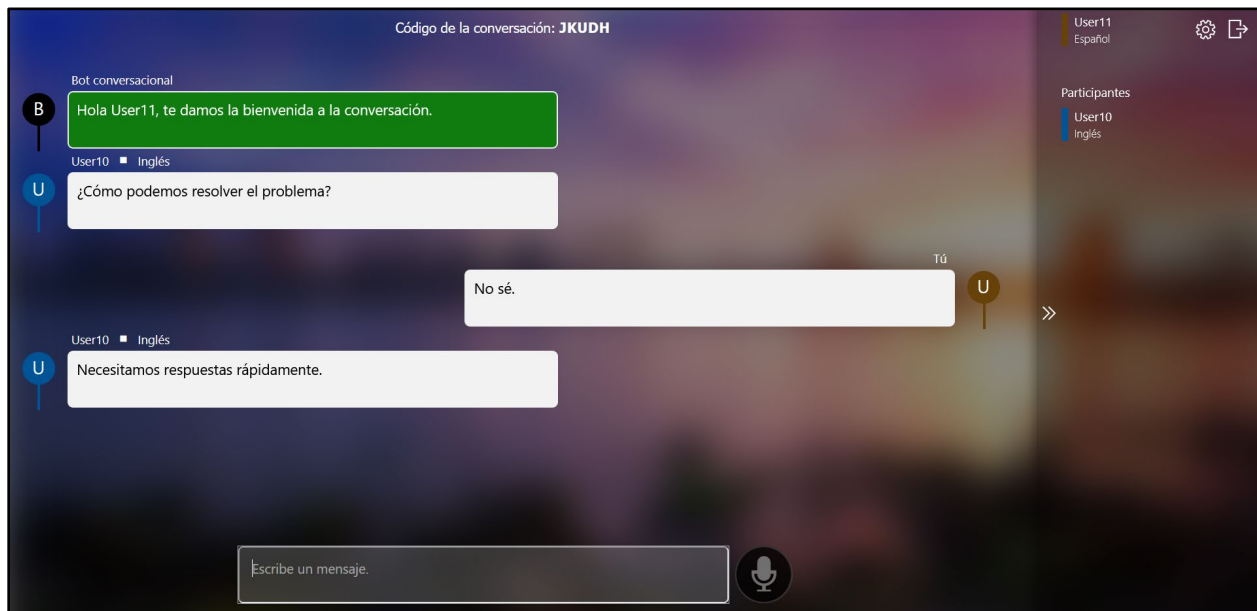 Código de la conversación: JKUDH
User11
Español
Bot conversacional
B
Hola User11, te damos la bienvenida a la conversación.
Participantes
User10
Inglés
User10 ■ Inglés
U
¿Cómo podemos resolver el problema?
Tú
No sé.
U
User10 ■ Inglés
U
Necesitamos respuestas rápidamente.
Escribe un mensaje.